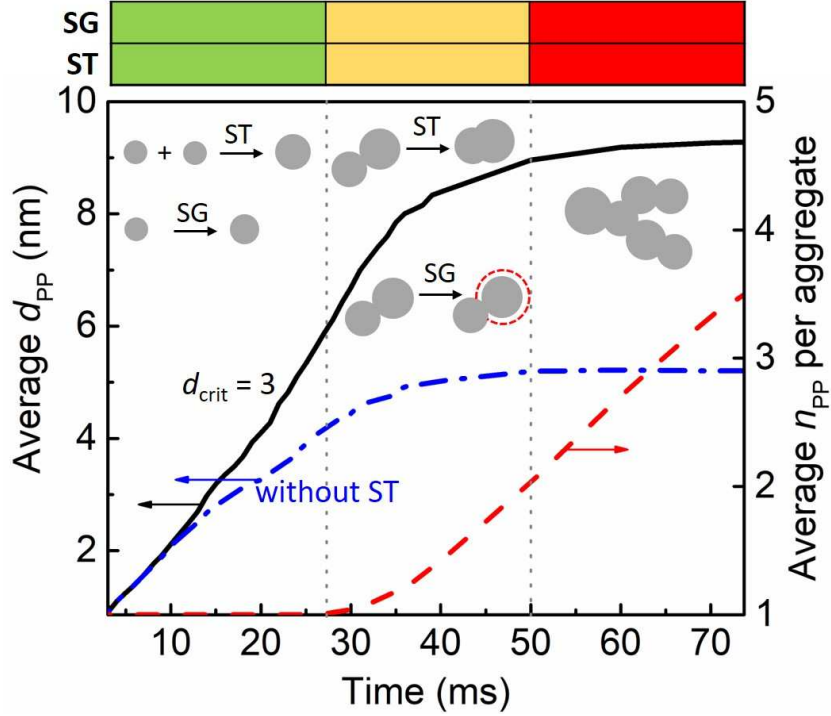 SG
ST
10
8
6
4
2
Average d_PP (nm)
5
4
3
2
1
Average n_PP per aggregate
+
ST
ST
SG
SG
d_crit = 3
without ST
10 20 30 40 50 60 70
Time (ms)